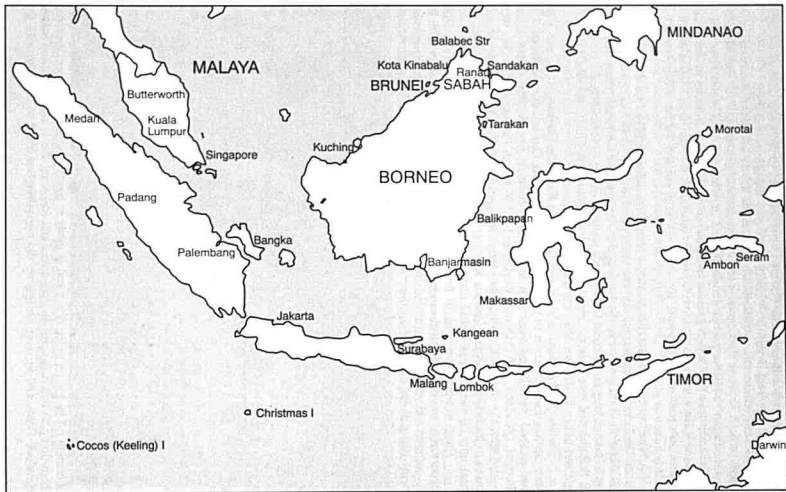 Balabec Str
MINDANAO
MALAYA
Kota Kinabalu
Sandakan
Ranau
BRUNEI
SABAH
Butterworth
Medan
Kuala
Lumpur
Tarakan
Morotai
Kuching
Singapore
BORNEO
Padang
Balikpapan
Bangka
Palembang
Banjarmasin
Seram
Ambon
Makassar
Jakarta
Kangean
Surabaya
Malang
Lombok
TIMOR
Christmas I
Cocos (Keeling) I
Darwin